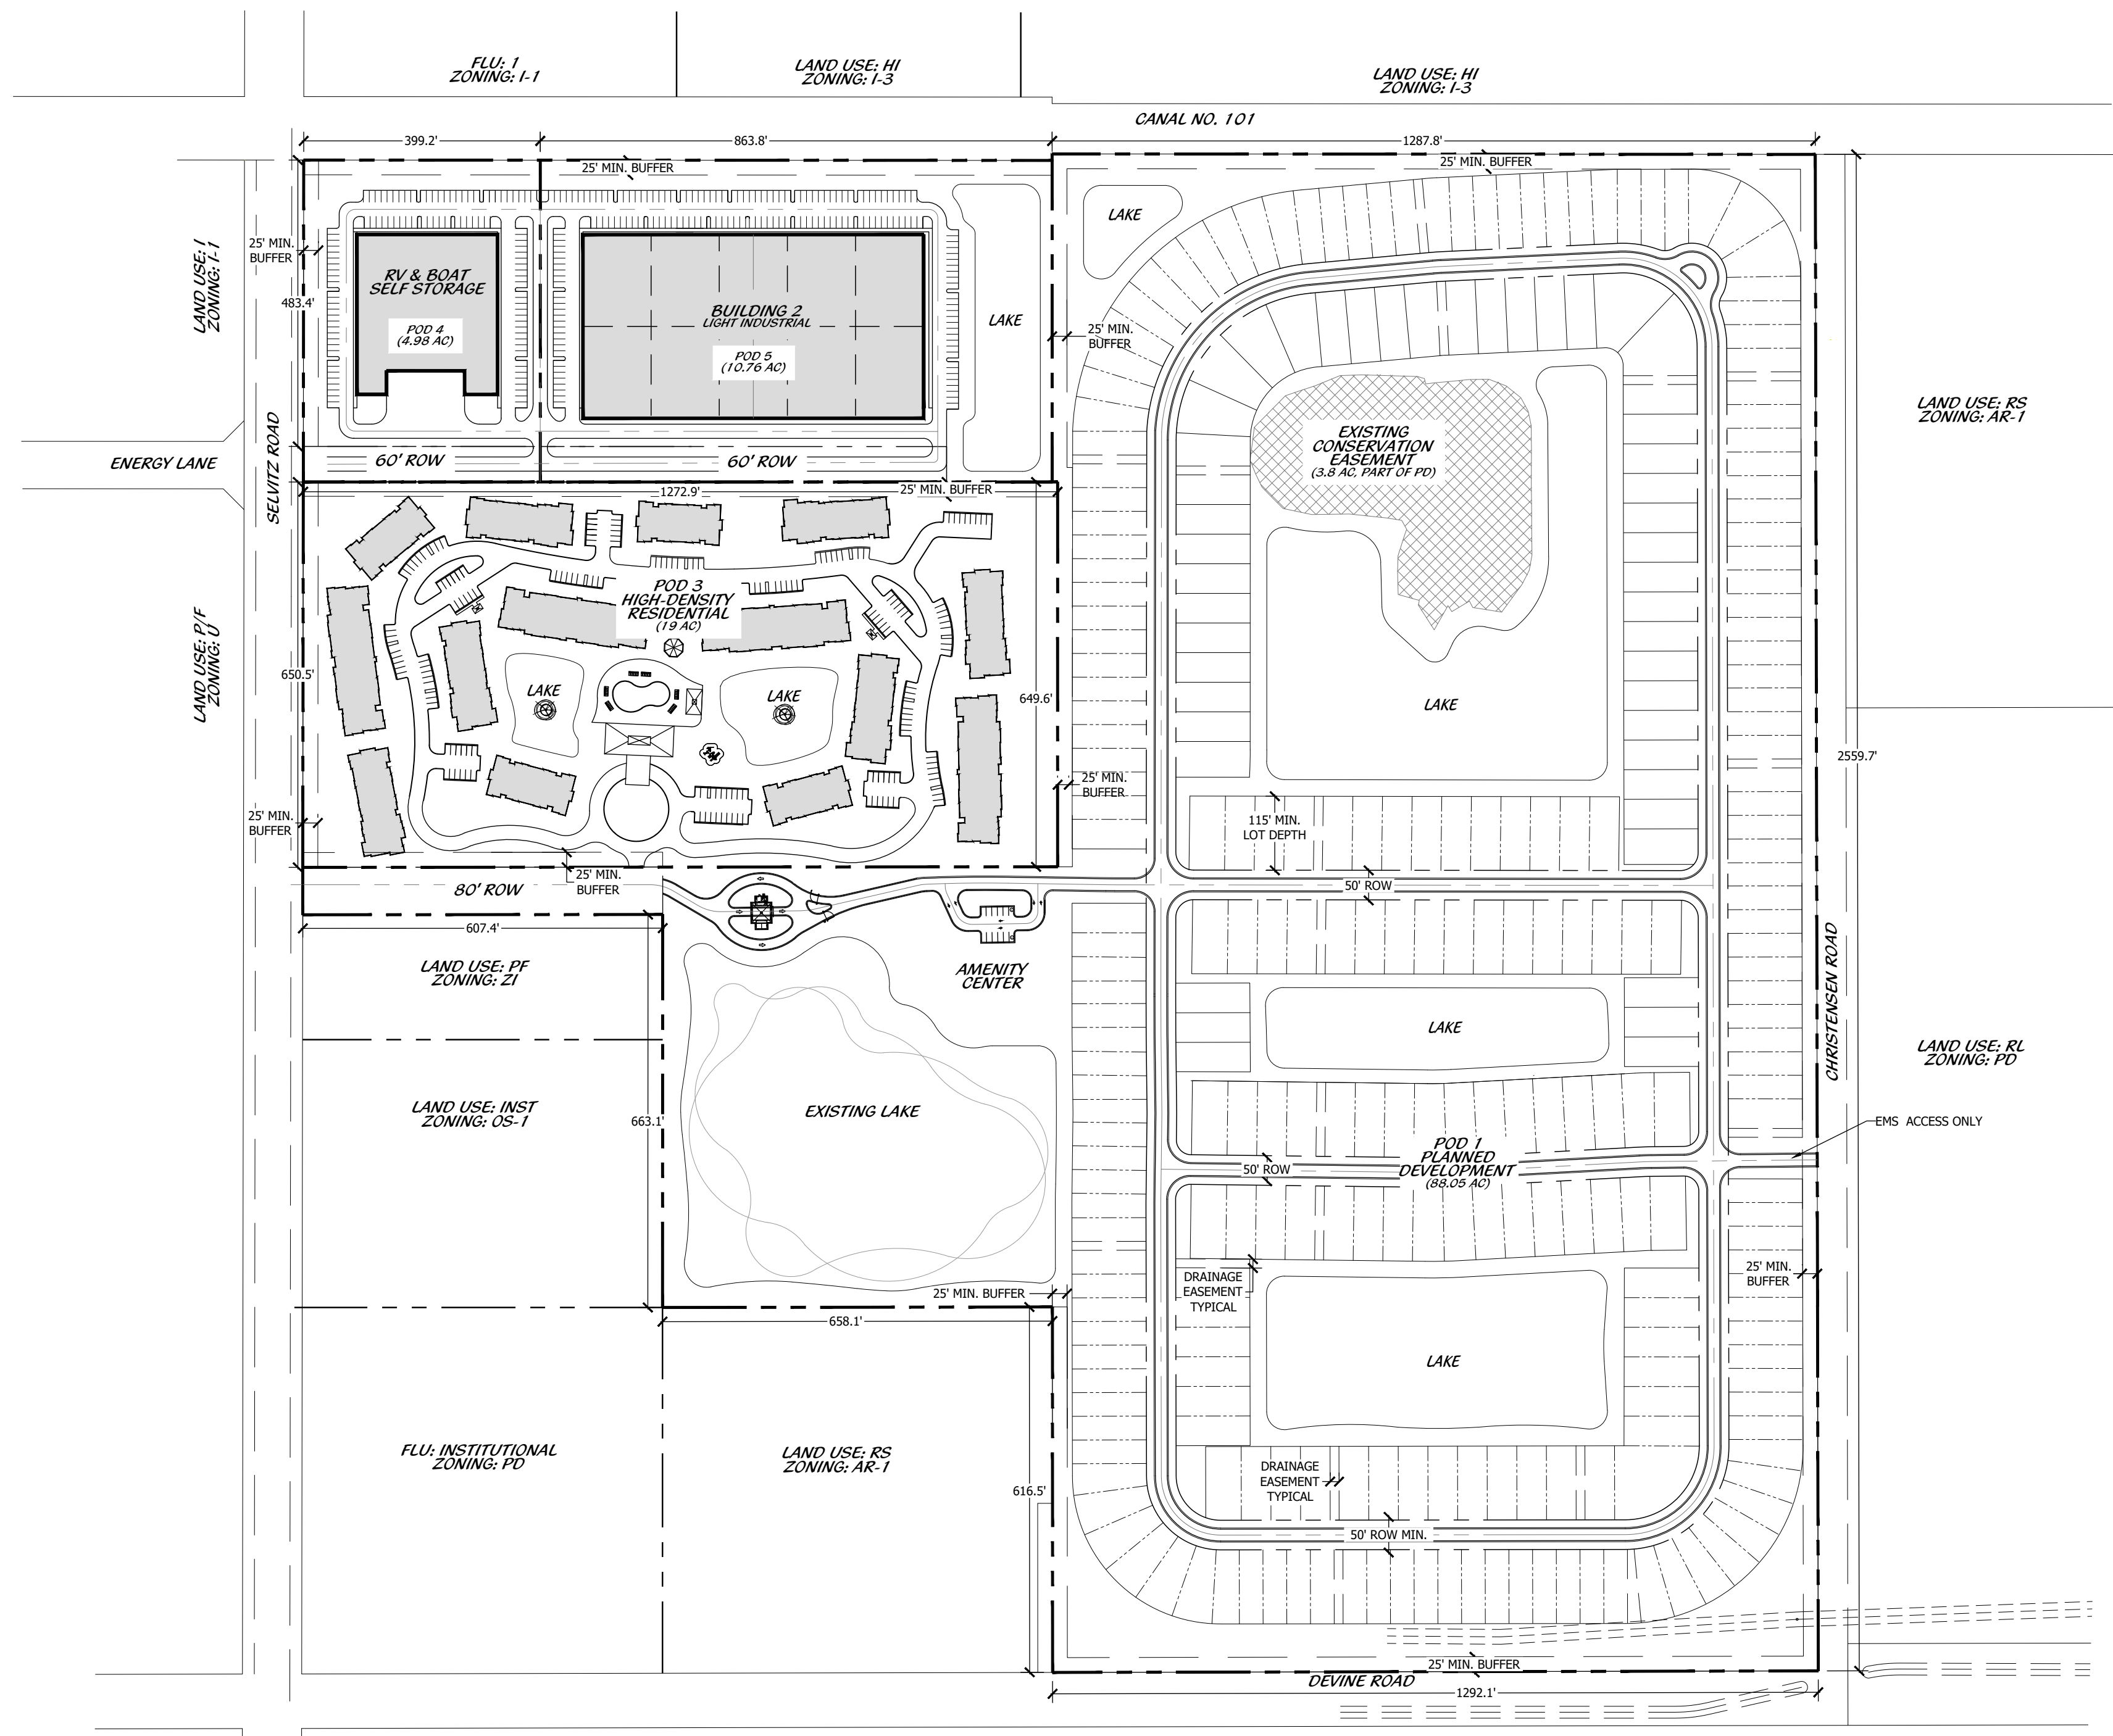 FLU: 1
ZONING: I-1
LAND USE: HI
ZONING: I-3
LAND USE: HI
ZONING: I-3
CANAL NO. 101
399.2'
863.8'
1287.8'
25' MIN. BUFFER
25' MIN. BUFFER
LAKE
LAND USE: I
ZONING: I-1
25' MIN.
BUFFER
RV & BOAT
SELF STORAGE
POD 4
(4.98 AC)
BUILDING 2
LIGHT INDUSTRIAL
POD 5
(10.76 AC)
LAKE
25' MIN.
BUFFER
483.4'
EXISTING
CONSERVATION
EASEMENT
(3.8 AC, PART OF PD)
LAND USE: RS
ZONING: AR-1
ENERGY LANE
SELVITZ ROAD
60' ROW
60' ROW
1272.9'
25' MIN. BUFFER
POD 3
HIGH-DENSITY
RESIDENTIAL
(19 AC)
LAND USE: P/F
ZONING: U
650.5'
LAKE
LAKE
649.6'
LAKE
2559.7'
25' MIN.
BUFFER
25' MIN.
BUFFER
115' MIN.
LOT DEPTH
80' ROW
25' MIN.
BUFFER
50' ROW
607.4'
LAND USE: PF
ZONING: ZI
AMENITY
CENTER
LAKE
CHRISTENSEN ROAD
LAND USE: RL
ZONING: PD
LAND USE: INST
ZONING: OS-1
663.1'
EXISTING LAKE
EMS ACCESS ONLY
POD 1
PLANNED
DEVELOPMENT
(88.05 AC)
50' ROW
25' MIN. BUFFER
DRAINAGE
EASEMENT
TYPICAL
25' MIN.
BUFFER
658.1'
LAKE
FLU: INSTITUTIONAL
ZONING: PD
LAND USE: RS
ZONING: AR-1
616.5'
DRAINAGE
EASEMENT
TYPICAL
50' ROW MIN.
25' MIN. BUFFER
DEVINE ROAD
1292.1'